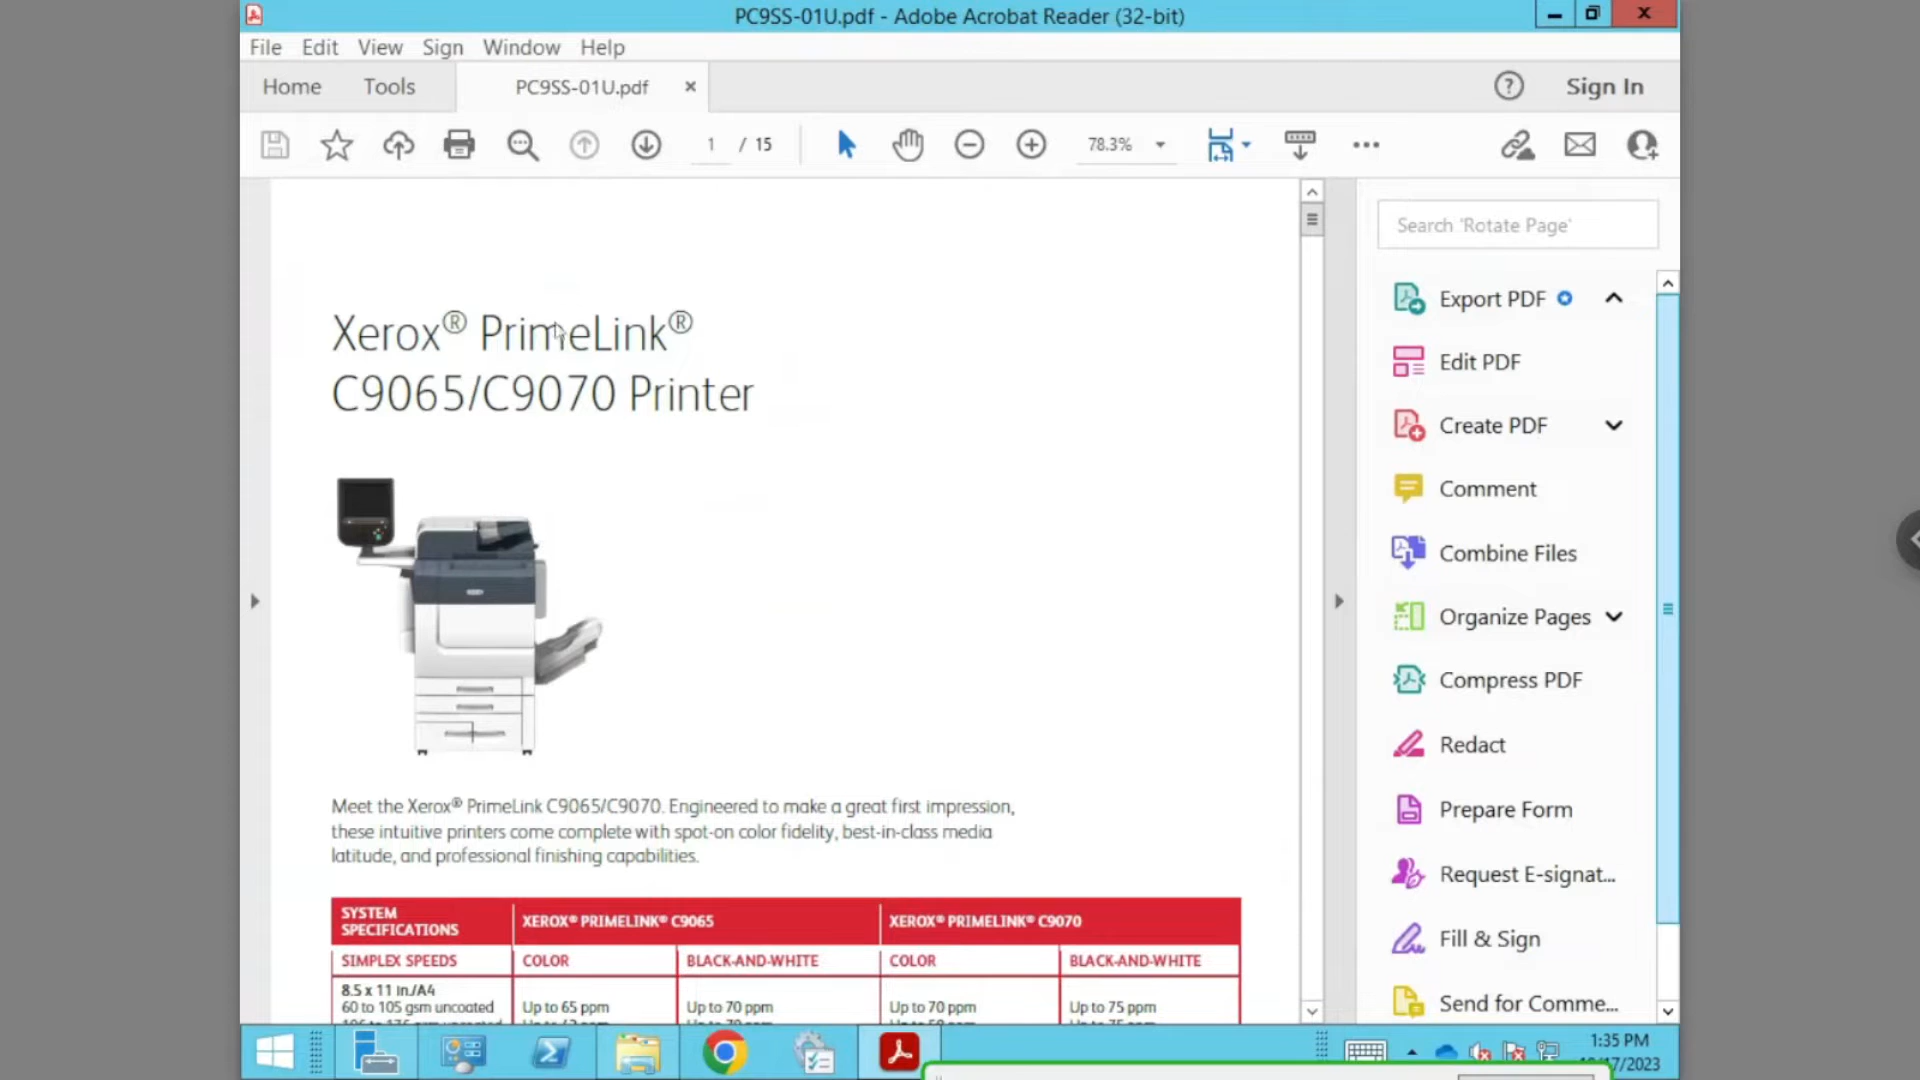 PC9SS-01U.pdf - Adobe Acrobat Reader (32-bit)
File Edit View Sign Window Help
Home Tools PC9SS-01U.pdf Sign In
1 / 15 78.3%
Search 'Rotate Page'
Xerox® PrimeLink®
C9065/C9070 Printer
Meet the Xerox® PrimeLink C9065/C9070. Engineered to make a great first impression,
these intuitive printers come complete with spot-on color fidelity, best-in-class media
latitude, and professional finishing capabilities.
SYSTEM
SPECIFICATIONS
XEROX® PRIMELINK® C9065
XEROX® PRIMELINK® C9070
SIMPLEX SPEEDS COLOR BLACK-AND-WHITE COLOR BLACK-AND-WHITE
8.5 x 11 in./A4
60 to 105 gsm uncoated Up to 65 ppm Up to 70 ppm Up to 70 ppm Up to 75 ppm
Export PDF
Edit PDF
Create PDF
Comment
Combine Files
Organize Pages
Compress PDF
Redact
Prepare Form
Request E-signat...
Fill & Sign
Send for Comme...
1:35 PM